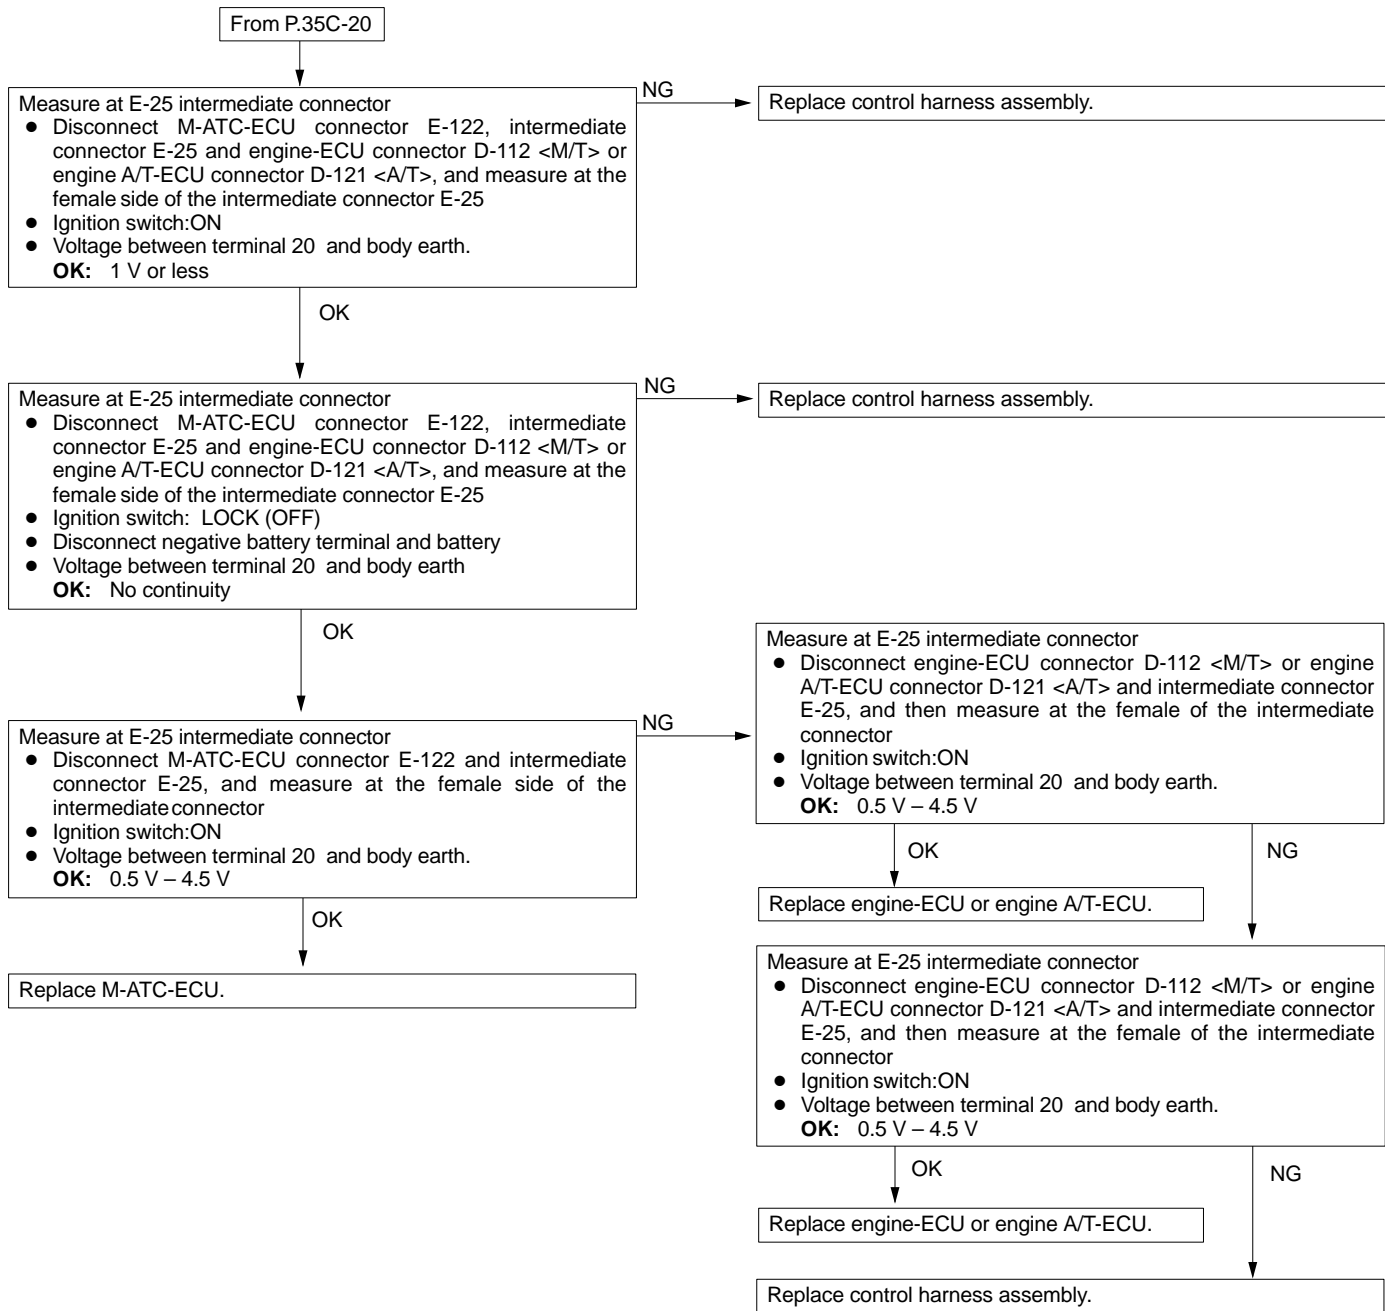 From P.35C-20
Measure at E-25 intermediate connector
● Disconnect M-ATC-ECU connector E-122, intermediate
connector E-25 and engine-ECU connector D-112 <M/T> or
engine A/T-ECU connector D-121 <A/T>, and measure at the
female side of the intermediate connector E-25
● Ignition switch:ON
● Voltage between terminal 20 and body earth.
OK: 1 V or less
NG
Replace control harness assembly.
OK
Measure at E-25 intermediate connector
● Disconnect M-ATC-ECU connector E-122, intermediate
connector E-25 and engine-ECU connector D-112 <M/T> or
engine A/T-ECU connector D-121 <A/T>, and measure at the
female side of the intermediate connector E-25
● Ignition switch: LOCK (OFF)
● Disconnect negative battery terminal and battery
● Voltage between terminal 20 and body earth
OK: No continuity
NG
Replace control harness assembly.
OK
Measure at E-25 intermediate connector
● Disconnect M-ATC-ECU connector E-122 and intermediate
connector E-25, and measure at the female side of the
intermediate connector
● Ignition switch:ON
● Voltage between terminal 20 and body earth.
OK: 0.5 V – 4.5 V
NG
OK
Replace M-ATC-ECU.
Measure at E-25 intermediate connector
● Disconnect engine-ECU connector D-112 <M/T> or engine
A/T-ECU connector D-121 <A/T> and intermediate connector
E-25, and then measure at the female of the intermediate
connector
● Ignition switch:ON
● Voltage between terminal 20 and body earth.
OK: 0.5 V – 4.5 V
OK
NG
Replace engine-ECU or engine A/T-ECU.
Measure at E-25 intermediate connector
● Disconnect engine-ECU connector D-112 <M/T> or engine
A/T-ECU connector D-121 <A/T> and intermediate connector
E-25, and then measure at the female of the intermediate
connector
● Ignition switch:ON
● Voltage between terminal 20 and body earth.
OK: 0.5 V – 4.5 V
OK
NG
Replace engine-ECU or engine A/T-ECU.
Replace control harness assembly.